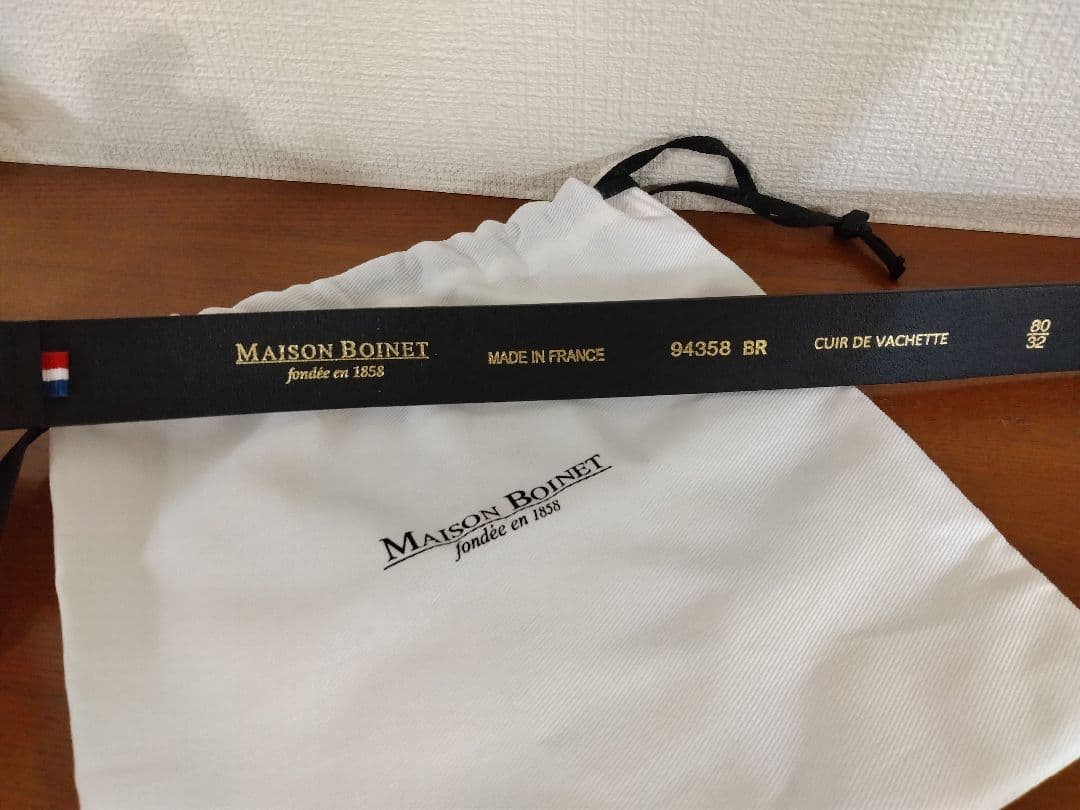 MAISON BOINET
fondée en 1858
MADE IN FRANCE
94358 BR
CUIR DE VACHETTE
80
32
MAISON BOINET
fondée en 1858